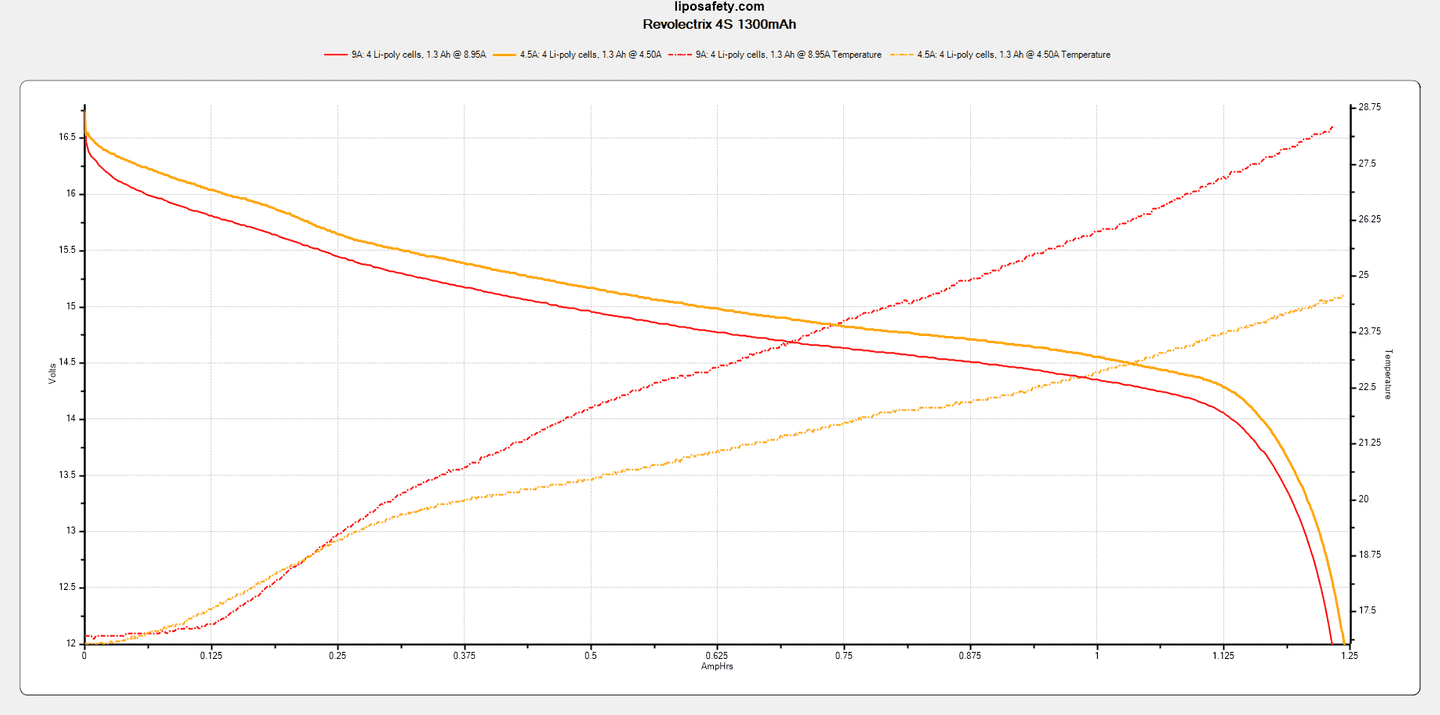 liposafety.com
Revolectrix 4S 1300mAh
9A: 4 Li-poly cells, 1.3 Ah @ 8.95A 4.5A: 4 Li-poly cells, 1.3 Ah @ 4.50A 9A: 4 Li-poly cells, 1.3 Ah @ 8.95A Temperature 4.5A: 4 Li-poly cells, 1.3 Ah @ 4.50A Temperature
16.5
16
15.5
15
14.5
14
13.5
13
12.5
12
Volts
28.75
27.5
26.25
25
23.75
22.5
21.25
20
18.75
17.5
Temperature
0 0.125 0.25 0.375 0.5 0.625 0.75 0.875 1 1.125 1.25
AmpHrs